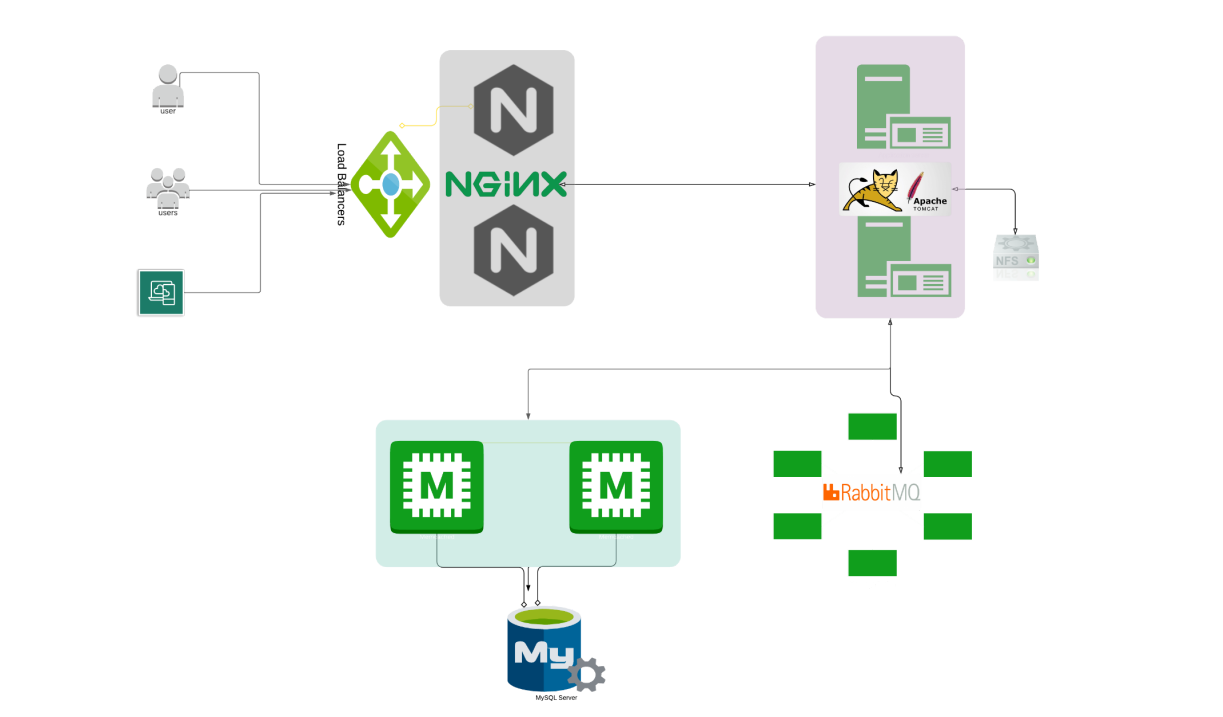 user
users
Load Balancers
N
NGiNX
N
Apache
TOMCAT
NFS
M
M
RabbitMQ
My
MySQL Server